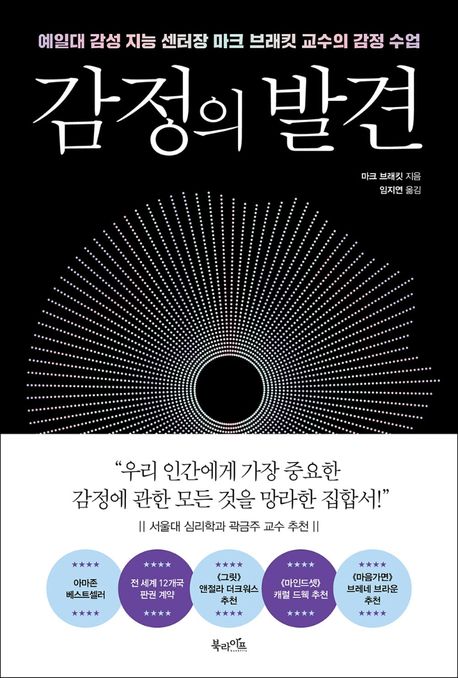 예일대 감성 지능 센터장 마크 브래킷 교수의 감정 수업
감정의 발견
마크 브래킷 지음
임지연 옮김
“우리 인간에게 가장 중요한
감정에 관한 모든 것을 망라한 집합서!”
|| 서울대 심리학과 곽금주 교수 추천 ||
★★★★
아마존
베스트셀러
★★★★
★★★★
전 세계 12개국
판권 계약
★★★★
★★★★
《그릿》
앤절라 더크워스
추천
★★★★
★★★★
《마인드셋》
캐럴 드웩 추천
★★★★
★★★★
《마음가면》
브레네 브라운
추천
★★★★
북라이프